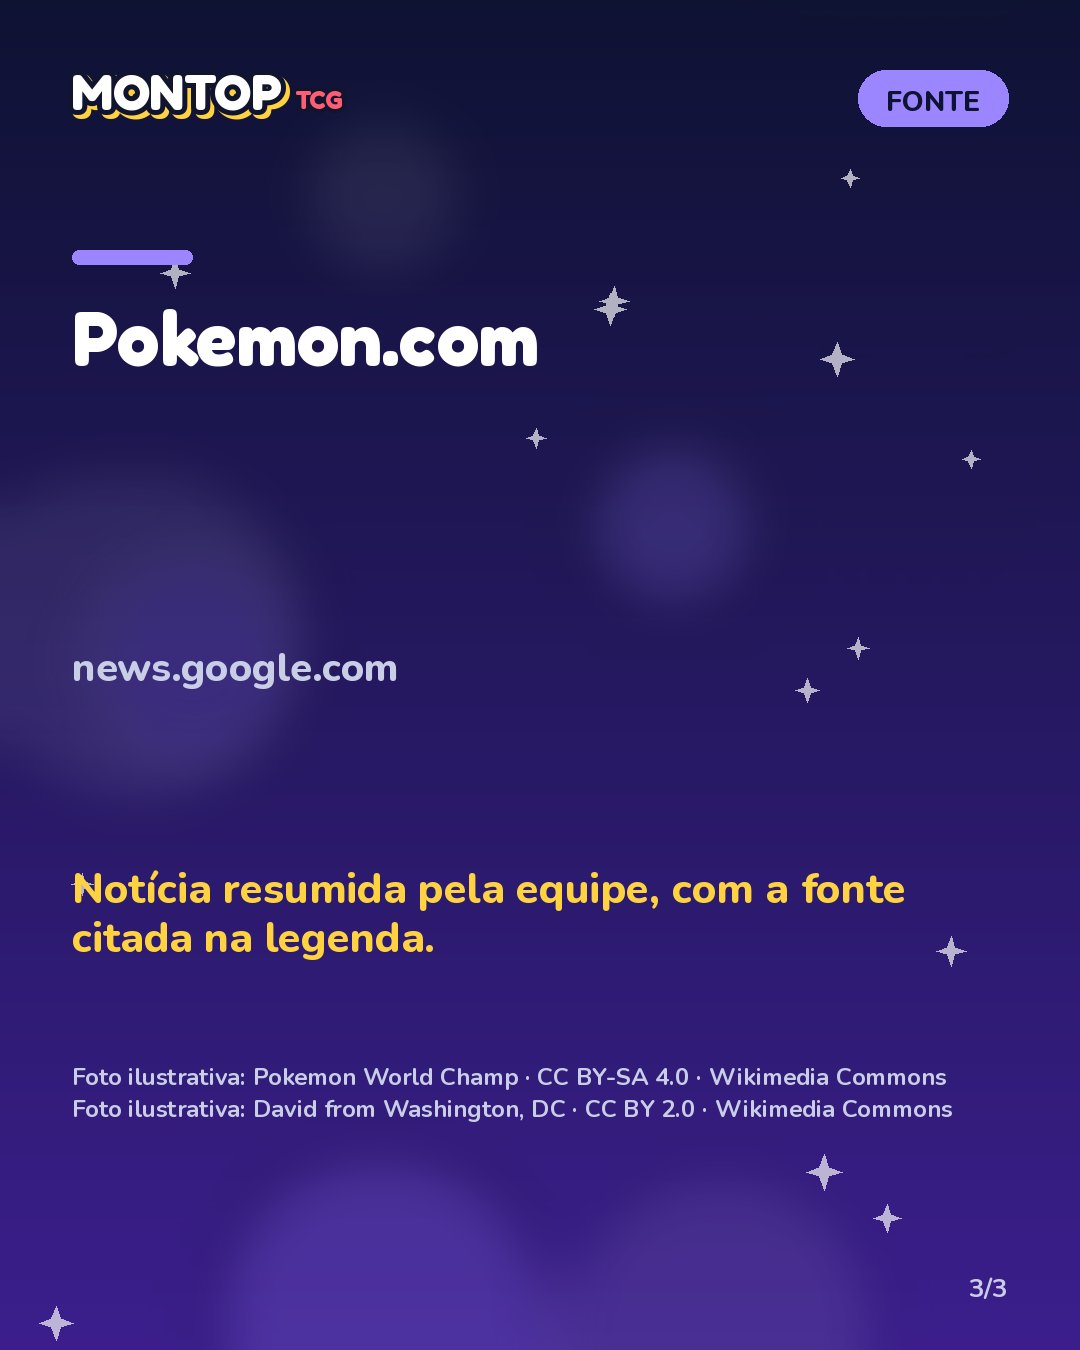 MONTOP TCG
FONTE
Pokemon.com
news.google.com
Notícia resumida pela equipe, com a fonte
citada na legenda.
Foto ilustrativa: Pokemon World Champ · CC BY-SA 4.0 · Wikimedia Commons
Foto ilustrativa: David from Washington, DC · CC BY 2.0 · Wikimedia Commons
3/3